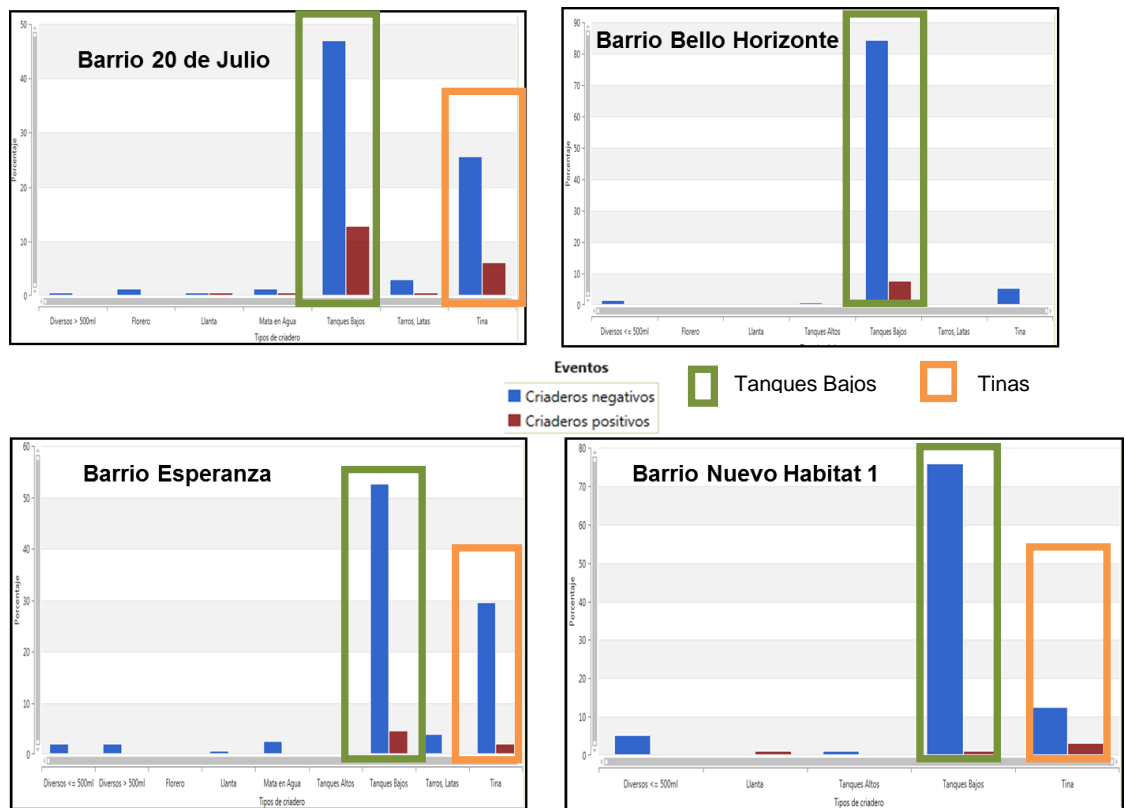 Barrio 20 de Julio
50
40
30
20
10
0
Porcentaje
Diversos > 500ml Florero Llanta Mata en Agua Tanques Bajos Tarros, Latas Tina
Tipos de criadero
Barrio Bello Horizonte
90
80
70
60
50
40
30
20
10
0
Porcentaje
Diversos <= 500ml Florero Llanta Tanques Altos Tanques Bajos Tarros, Latas Tina
Eventos
Criaderos negativos
Criaderos positivos
Tanques Bajos
Tinas
Barrio Esperanza
60
50
40
30
20
10
0
Porcentaje
Diversos <= 500ml Diversos > 500ml Florero Llanta Mata en Agua Tanques Altos Tanques Bajos Tarros, Latas Tina
Tipos de criadero
Barrio Nuevo Habitat 1
80
70
60
50
40
30
20
10
0
Porcentaje
Diversos <= 500ml Llanta Tanques Altos Tanques Bajos Tina
Tipos de criadero